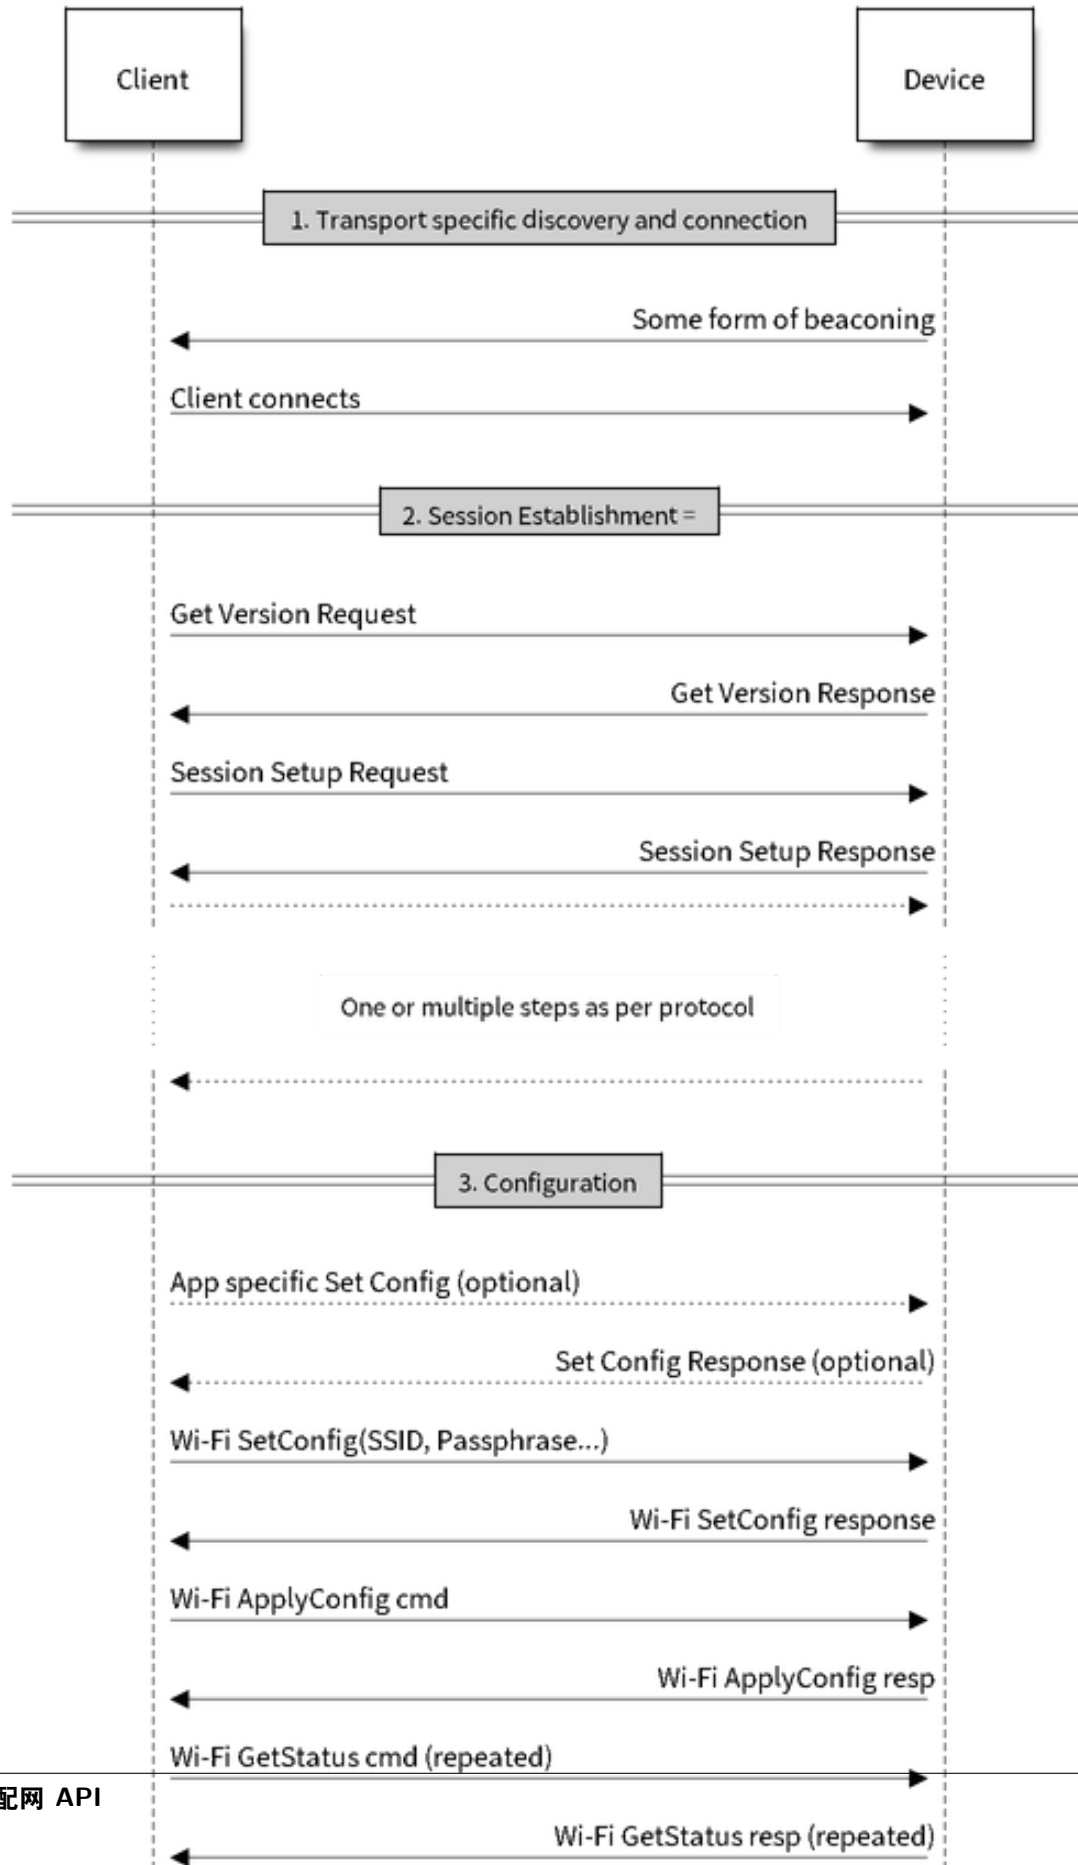 Client
Device
1. Transport specific discovery and connection
Some form of beaconing
Client connects
2. Session Establishment =
Get Version Request
Get Version Response
Session Setup Request
Session Setup Response
One or multiple steps as per protocol
3. Configuration
App specific Set Config (optional)
Set Config Response (optional)
Wi-Fi SetConfig(SSID, Passphrase...)
Wi-Fi SetConfig response
Wi-Fi ApplyConfig cmd
Wi-Fi ApplyConfig resp
Wi-Fi GetStatus cmd (repeated)
配网 API
Wi-Fi GetStatus resp (repeated)